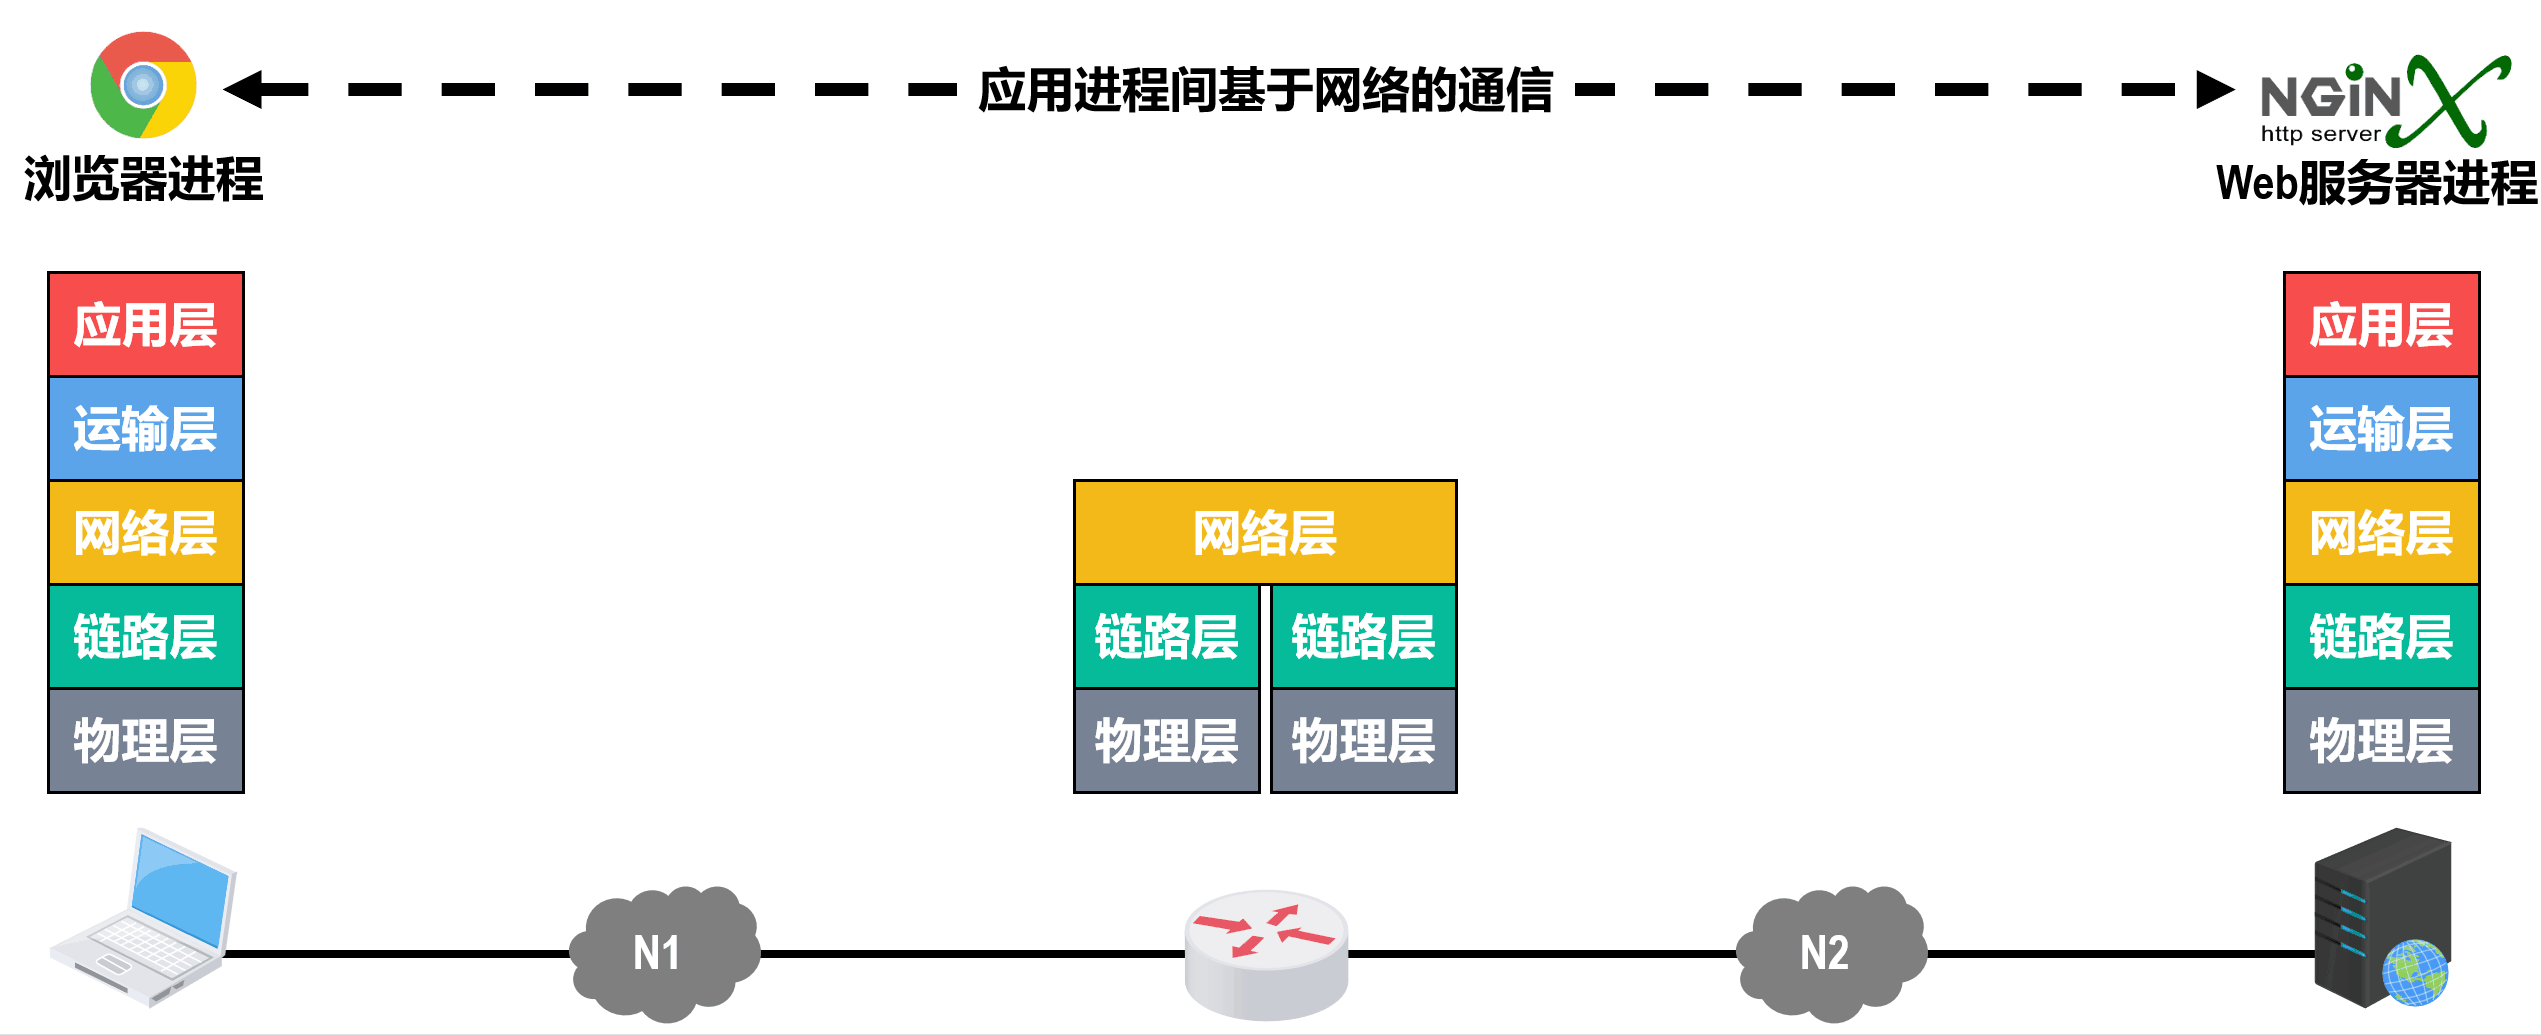 应用进程间基于网络的通信
NGiNX
http server
浏览器进程
Web服务器进程
应用层
运输层
网络层
链路层
物理层
网络层
链路层 链路层
物理层 物理层
应用层
运输层
网络层
链路层
物理层
N1
N2